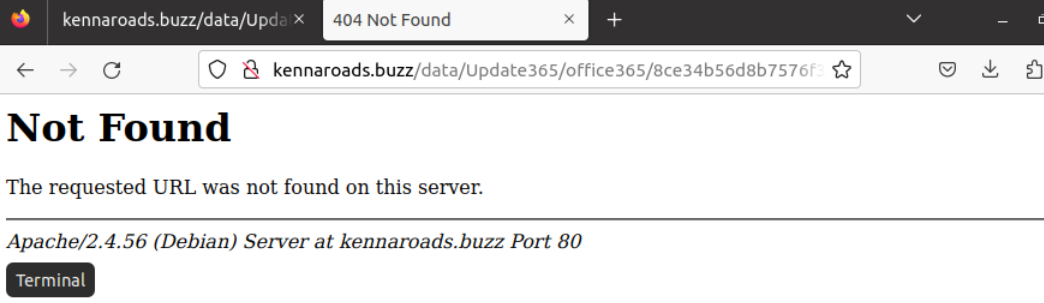 kennaroads.buzz/data/Upda
404 Not Found
kennaroads.buzz/data/Update365/office365/8ce34b56d8b7576f3
Not Found
The requested URL was not found on this server.
Apache/2.4.56 (Debian) Server at kennaroads.buzz Port 80
Terminal